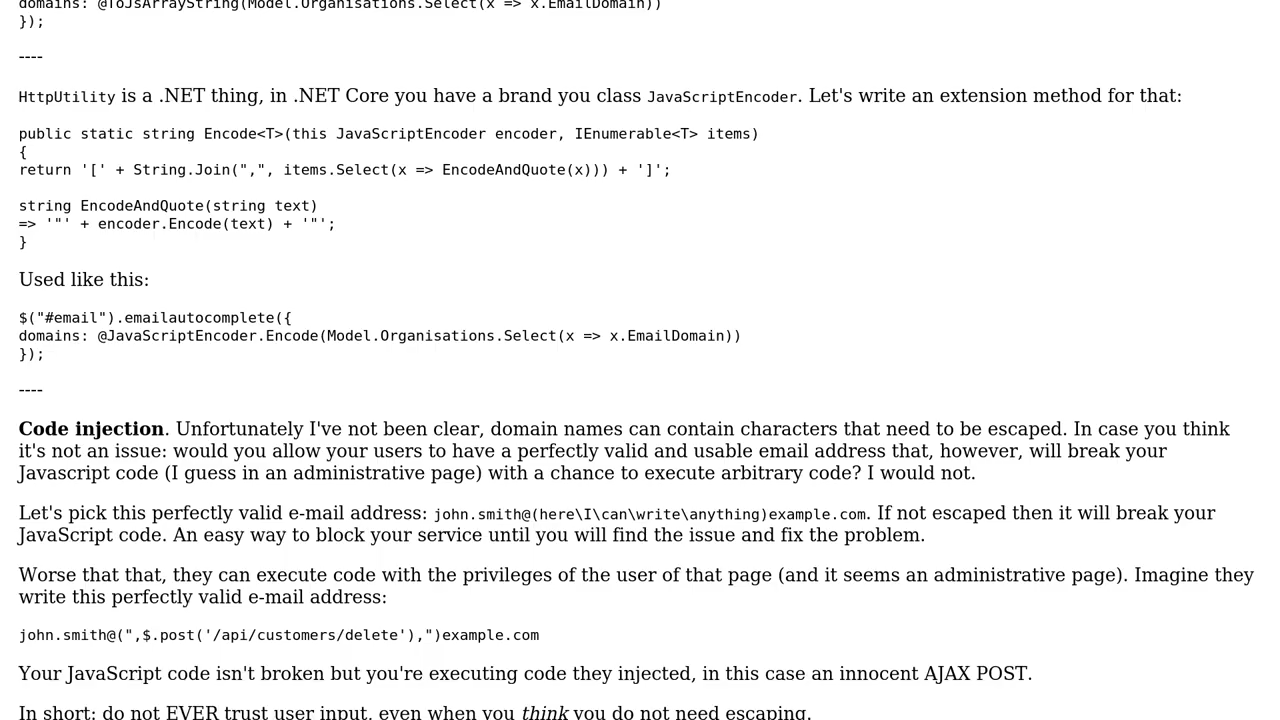 domains: @ToJsArrayString(Model.Organisations.Select(x => x.EmailDomain))
});
----
HttpUtility is a .NET thing, in .NET Core you have a brand you class JavaScriptEncoder. Let's write an extension method for that:
public static string Encode<T>(this JavaScriptEncoder encoder, IEnumerable<T> items)
{
return '[' + String.Join(",", items.Select(x => EncodeAndQuote(x))) + ']';
string EncodeAndQuote(string text)
=> '"' + encoder.Encode(text) + '"';
}
Used like this:
$("#email").emailautocomplete({
domains: @JavaScriptEncoder.Encode(Model.Organisations.Select(x => x.EmailDomain))
});
----
Code injection. Unfortunately I've not been clear, domain names can contain characters that need to be escaped. In case you think
it's not an issue: would you allow your users to have a perfectly valid and usable email address that, however, will break your
Javascript code (I guess in an administrative page) with a chance to execute arbitrary code? I would not.
Let's pick this perfectly valid e-mail address: john.smith@(here\I\can\write\anything)example.com. If not escaped then it will break your
JavaScript code. An easy way to block your service until you will find the issue and fix the problem.
Worse that that, they can execute code with the privileges of the user of that page (and it seems an administrative page). Imagine they
write this perfectly valid e-mail address:
john.smith@(",$.post('/api/customers/delete'),")example.com
Your JavaScript code isn't broken but you're executing code they injected, in this case an innocent AJAX POST.
In short: do not EVER trust user input, even when you think you do not need escaping.